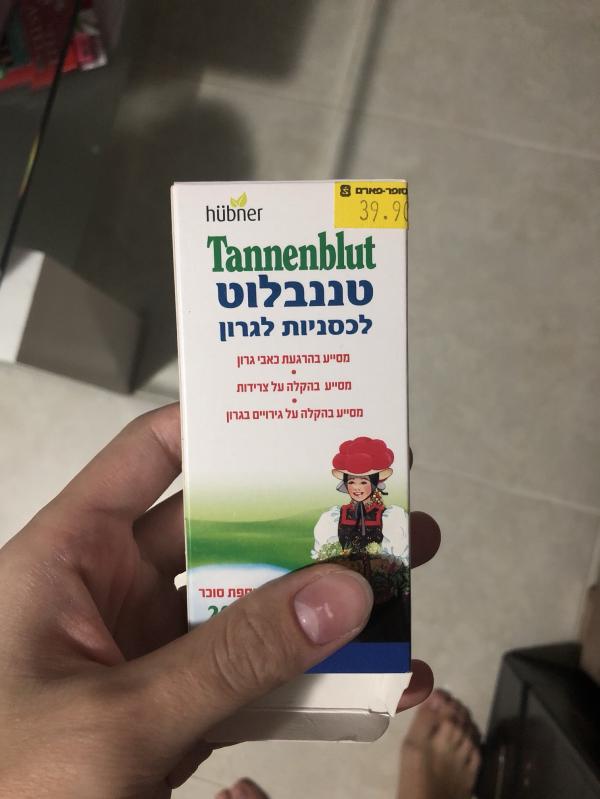 hübner
סופר-פארם
39.90
Tannenblut
טננבלוט
לכסניות לגרון
מסייע בהרגעת כאבי גרון
•
מסייע בהקלה על צרידות
•
מסייע בהקלה על גירויים בגרון
סוכר